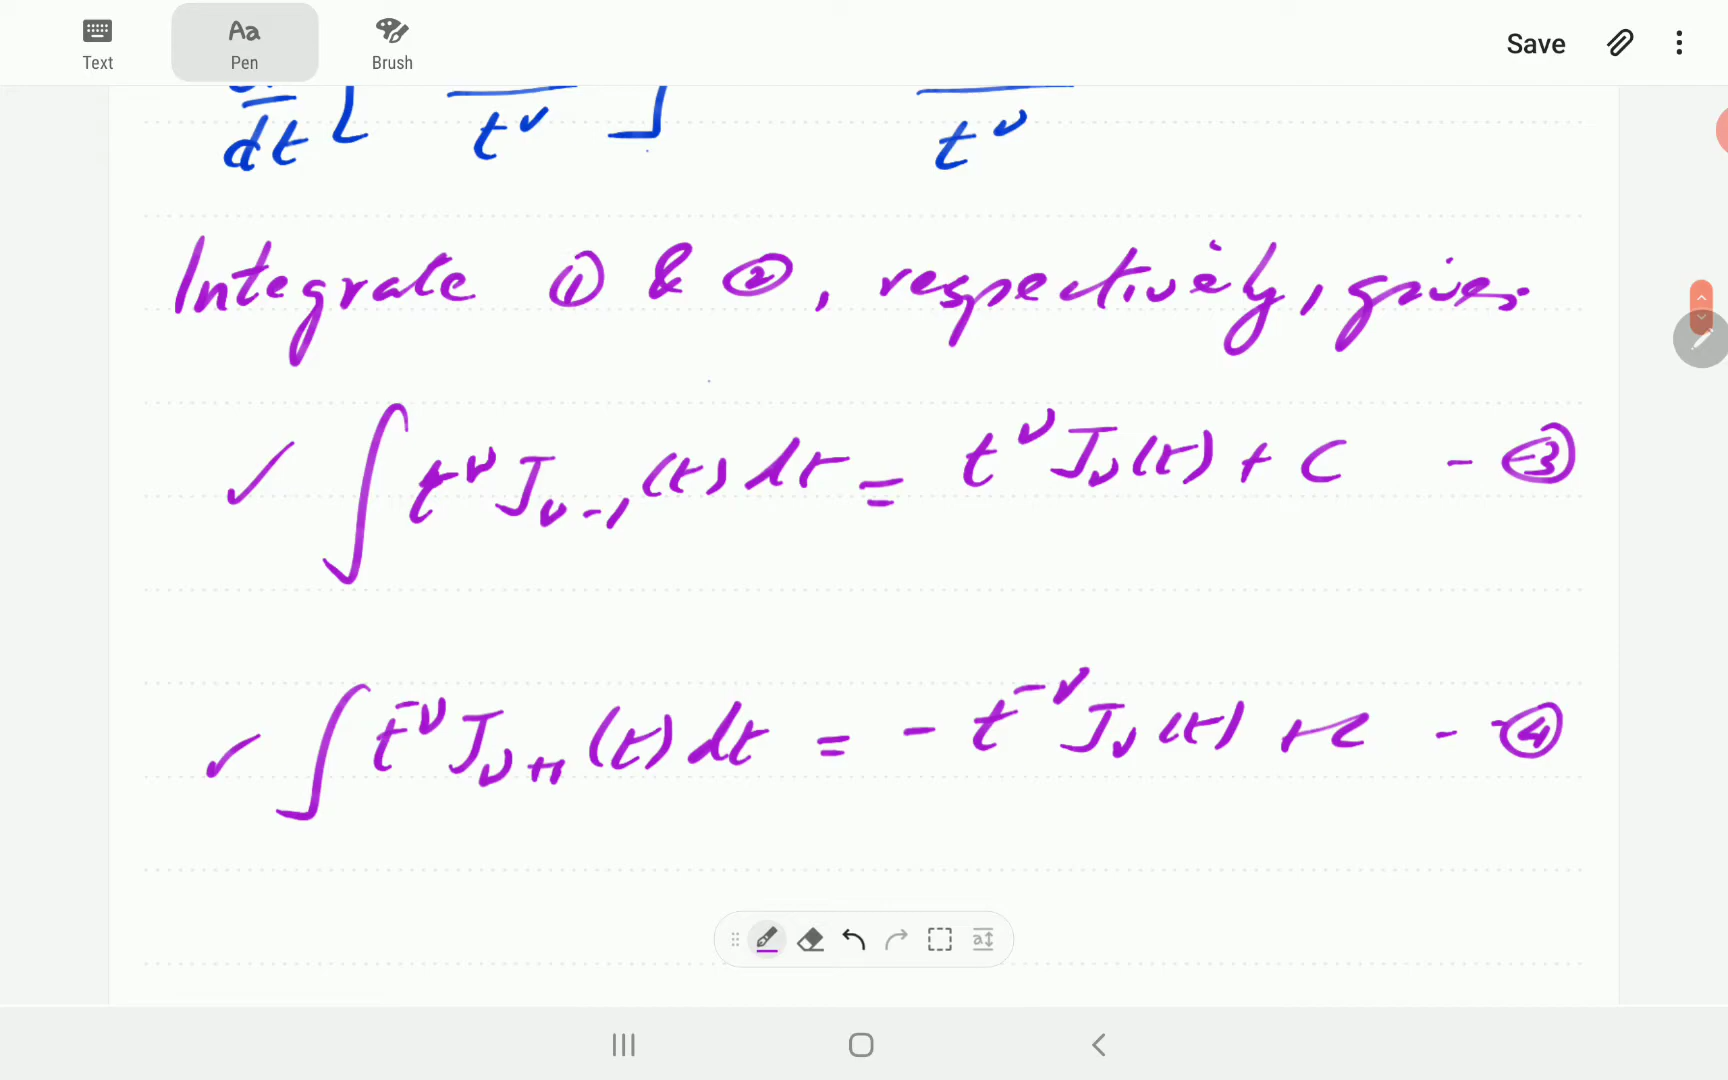 Text Pen Brush Save
dt [ t^ν ] t^ν
Integrate ① & ②, respectively, gives
✓ ∫ t^ν J_{ν-1}(t) dt = t^ν J_ν(t) + C - ③
✓ ∫ t^{-ν} J_{ν+1}(t) dt = - t^{-ν} J_ν(t) + C - ④